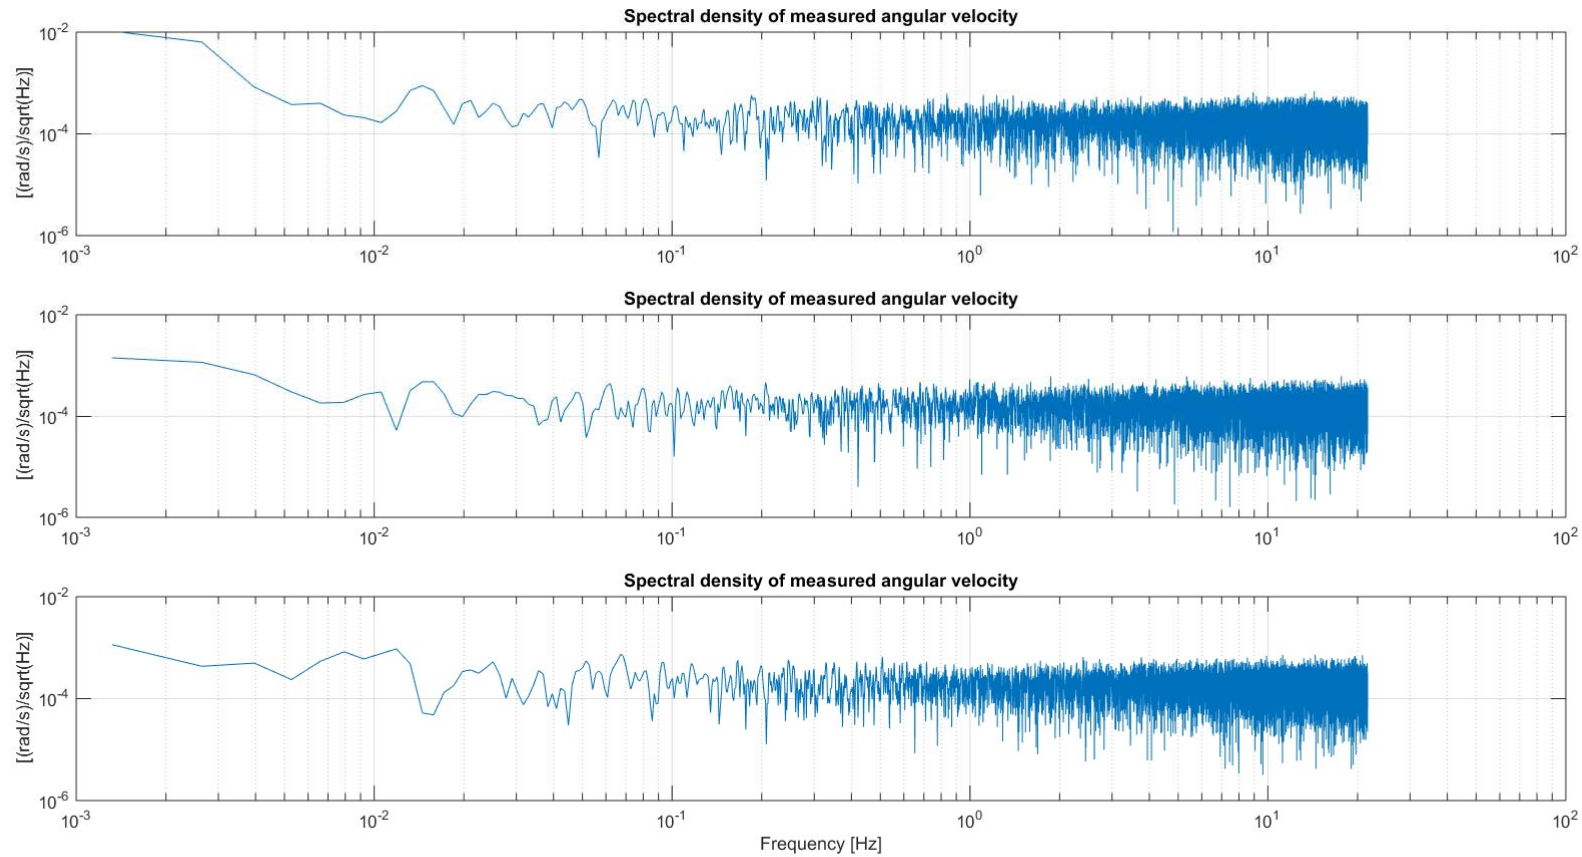 Spectral density of measured angular velocity
10^-2
10^-4
10^-6
[(rad/s)/sqrt(Hz)]
10^-3 10^-2 10^-1 10^0 10^1 10^2
Spectral density of measured angular velocity
10^-2
10^-4
10^-6
[(rad/s)/sqrt(Hz)]
10^-3 10^-2 10^-1 10^0 10^1 10^2
Spectral density of measured angular velocity
10^-2
10^-4
10^-6
[(rad/s)/sqrt(Hz)]
10^-3 10^-2 10^-1 10^0 10^1 10^2
Frequency [Hz]